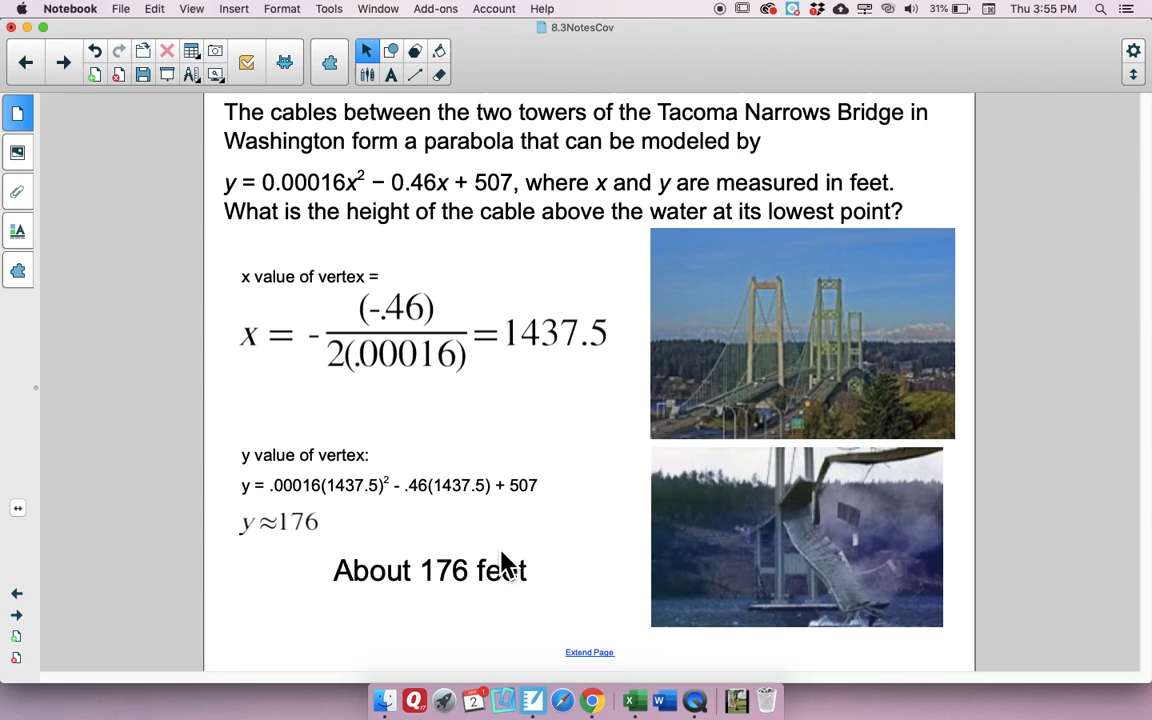 Notebook File Edit View Insert Format Tools Window Add-ons Account Help 31% Thu 3:55 PM
8.3NotesCov
The cables between the two towers of the Tacoma Narrows Bridge in
Washington form a parabola that can be modeled by
y = 0.00016x² − 0.46x + 507, where x and y are measured in feet.
What is the height of the cable above the water at its lowest point?
x value of vertex =
x = - (-.46) / 2(.00016) = 1437.5
y value of vertex:
y = .00016(1437.5)² - .46(1437.5) + 507
y ≈ 176
About 176 feet
Extend Page